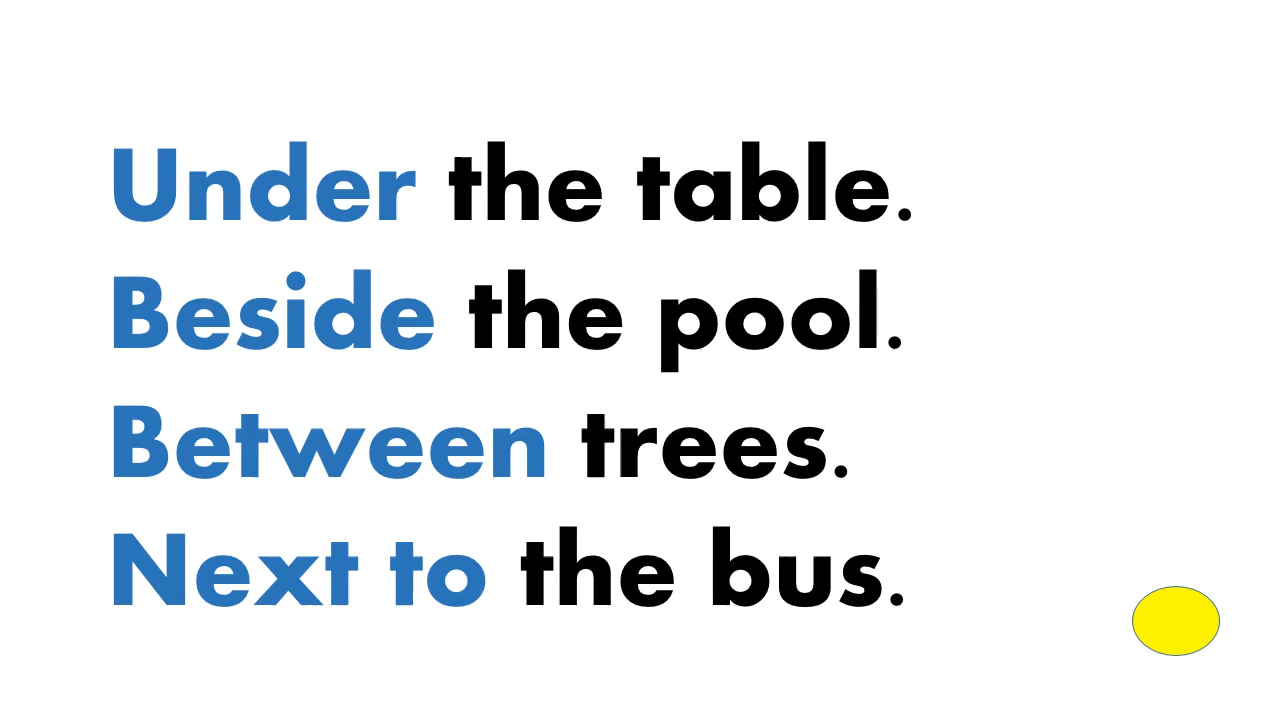 Under the table.
Beside the pool.
Between trees.
Next to the bus.